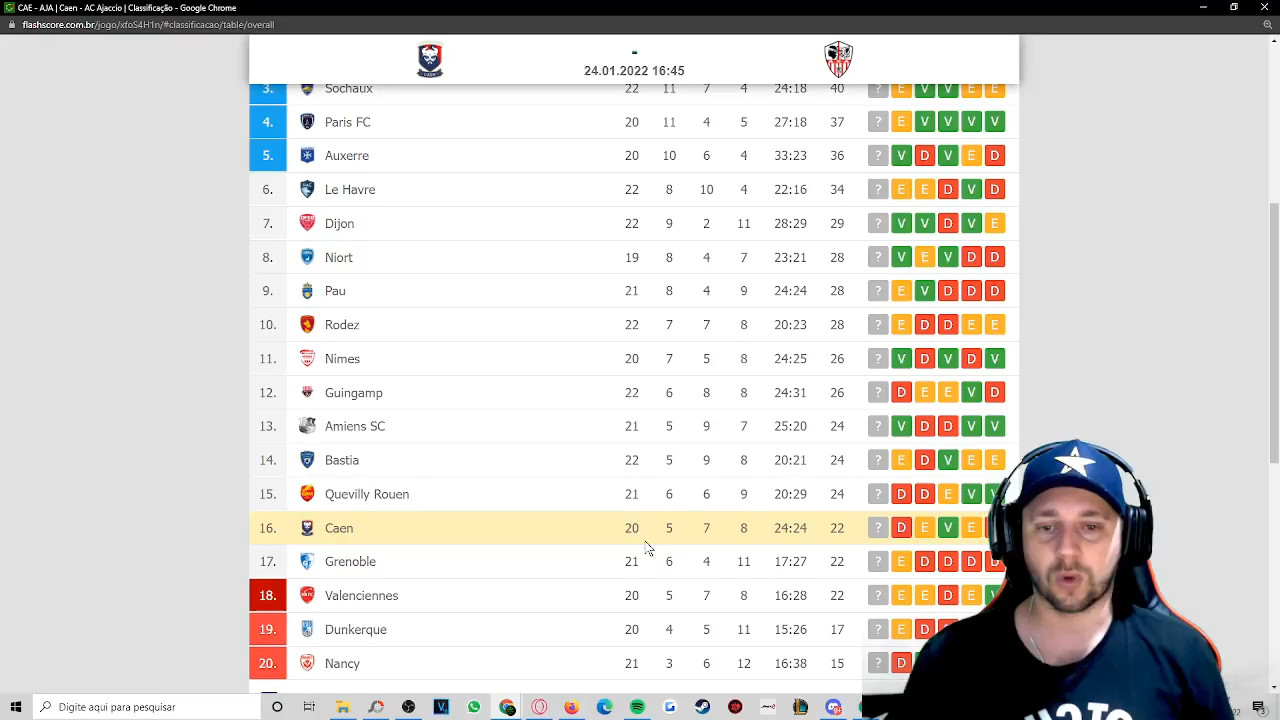 CAE - AJA | Caen - AC Ajaccio | Classificação - Google Chrome
flashscore.com.br/jogo/xtoS4H1n/#classificacao/table/overall
-
24.01.2022 16:45
3. Sochaux 22 11 7 4 24:18 40 ? E V V E E
4. Paris FC 20 11 4 5 27:18 37 ? E V V V V
5. Auxerre 20 10 6 4 33:23 36 ? V D V E D
6. Le Havre 22 8 10 4 22:16 34 ? E E D V D
7. Dijon 22 9 2 11 28:29 29 ? V V D V E
8. Niort 19 8 4 7 23:21 28 ? V E V D D
9. Pau 21 8 4 9 24:24 28 ? E V D D D
10. Rodez 22 7 7 8 20:23 28 ? E D D E E
11. Nimes 20 7 5 8 24:25 26 ? V D V D V
12. Guingamp 22 6 8 8 24:31 26 ? D E E V D
13. Amiens SC 21 5 9 7 25:20 24 ? V D D V V
14. Bastia 22 5 9 8 20:21 24 ? E D V E E
15. Quevilly Rouen 21 6 6 9 20:29 24 ? D D E V V
16. Caen 20 5 7 8 24:24 22 ? D E V E
17. Grenoble 21 6 4 11 17:27 22 ? E D D D D
18. Valenciennes 20 5 7 8 16:28 22 ? E E D E V
19. Dunkerque 20 4 5 11 15:26 17 ? E D
20. Nancy 21 3 6 12 16:38 15 ? D
Digite aqui para pesquisar